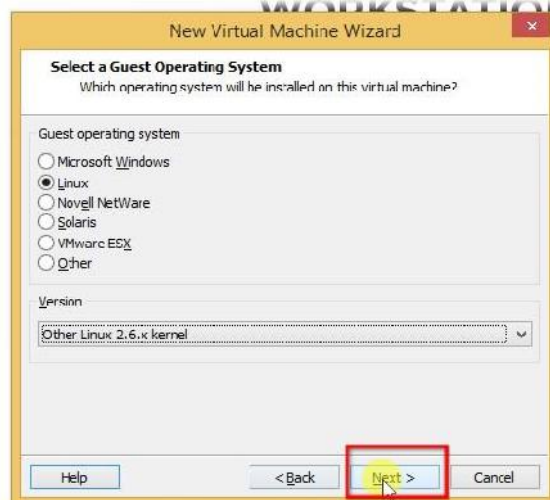 WORKSTATION
New Virtual Machine Wizard
Select a Guest Operating System
Which operating system will be installed on this virtual machine?
Guest operating system
Microsoft Windows
Linux
Novell NetWare
Solaris
VMware ESX
Other
Version
Other Linux 2.6.x kernel
Help
< Back
Next >
Cancel